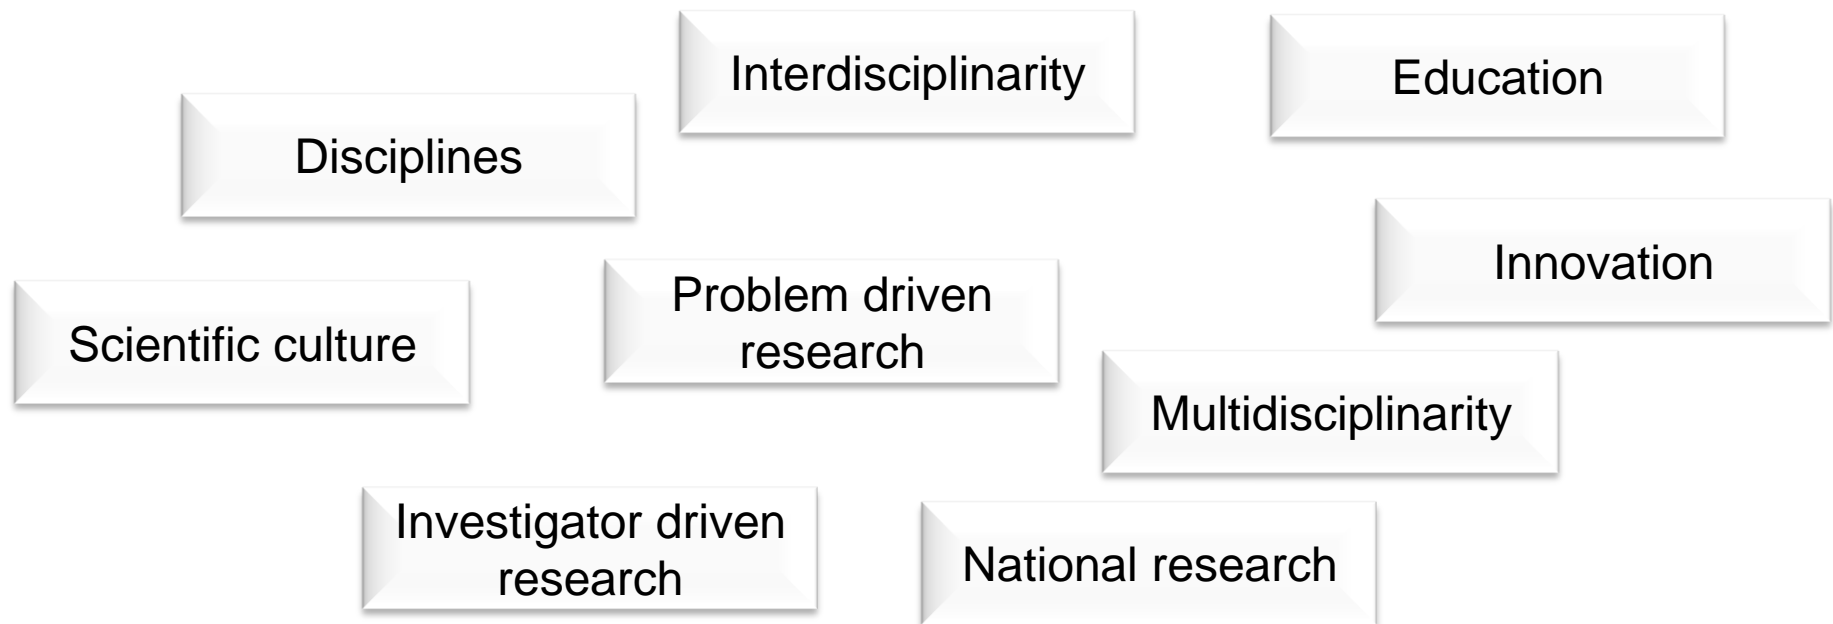 Interdisciplinarity
Education
Disciplines
Innovation
Problem driven
research
Scientific culture
Multidisciplinarity
Investigator driven
research
National research